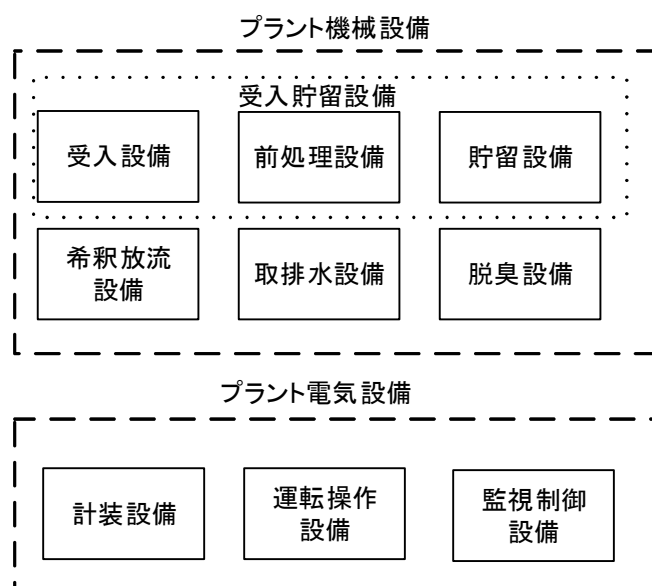 プラント機械設備
受入貯留設備
受入設備
前処理設備
貯留設備
希釈放流
設備
取排水設備
脱臭設備
プラント電気設備
計装設備
運転操作
設備
監視制御
設備